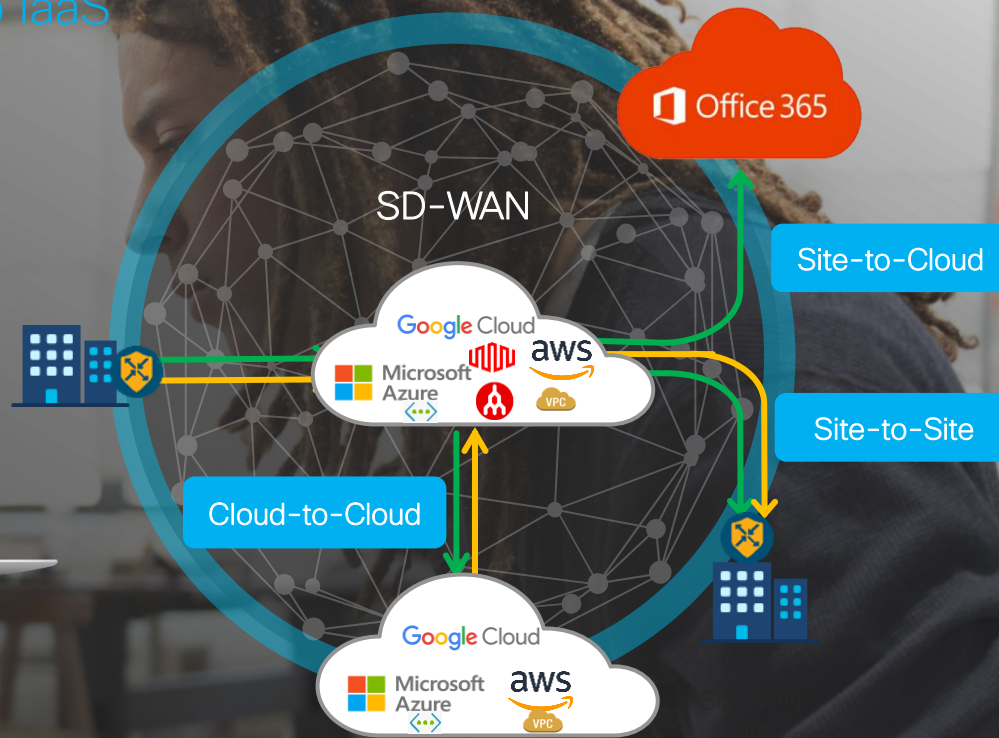 IaaS
Office 365
SD-WAN
Site-to-Cloud
Google Cloud
aws
Microsoft
Azure
VPC
Site-to-Site
Cloud-to-Cloud
Google Cloud
aws
Microsoft
Azure
VPC